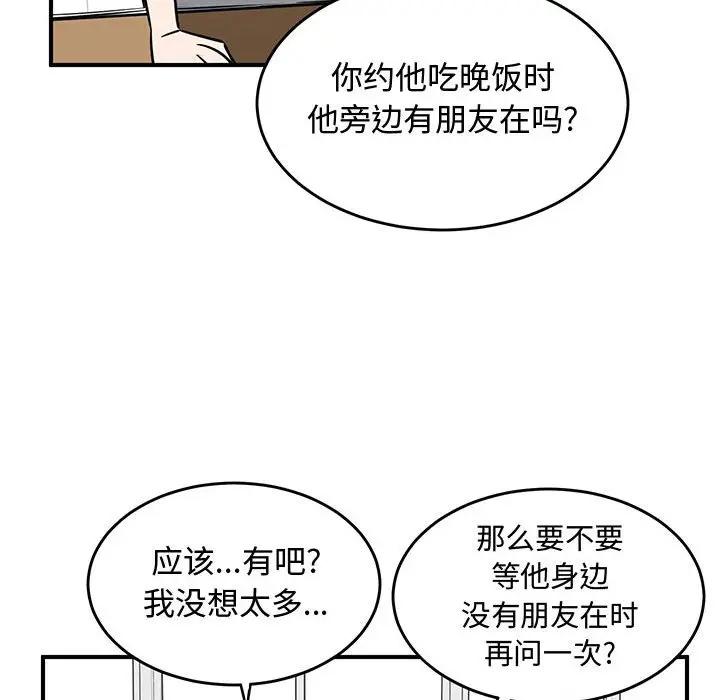 你约他吃晚饭时
他旁边有朋友在吗?
应该...有吧?
我没想太多...
那么要不要
等他身边
没有朋友在时
再问一次?